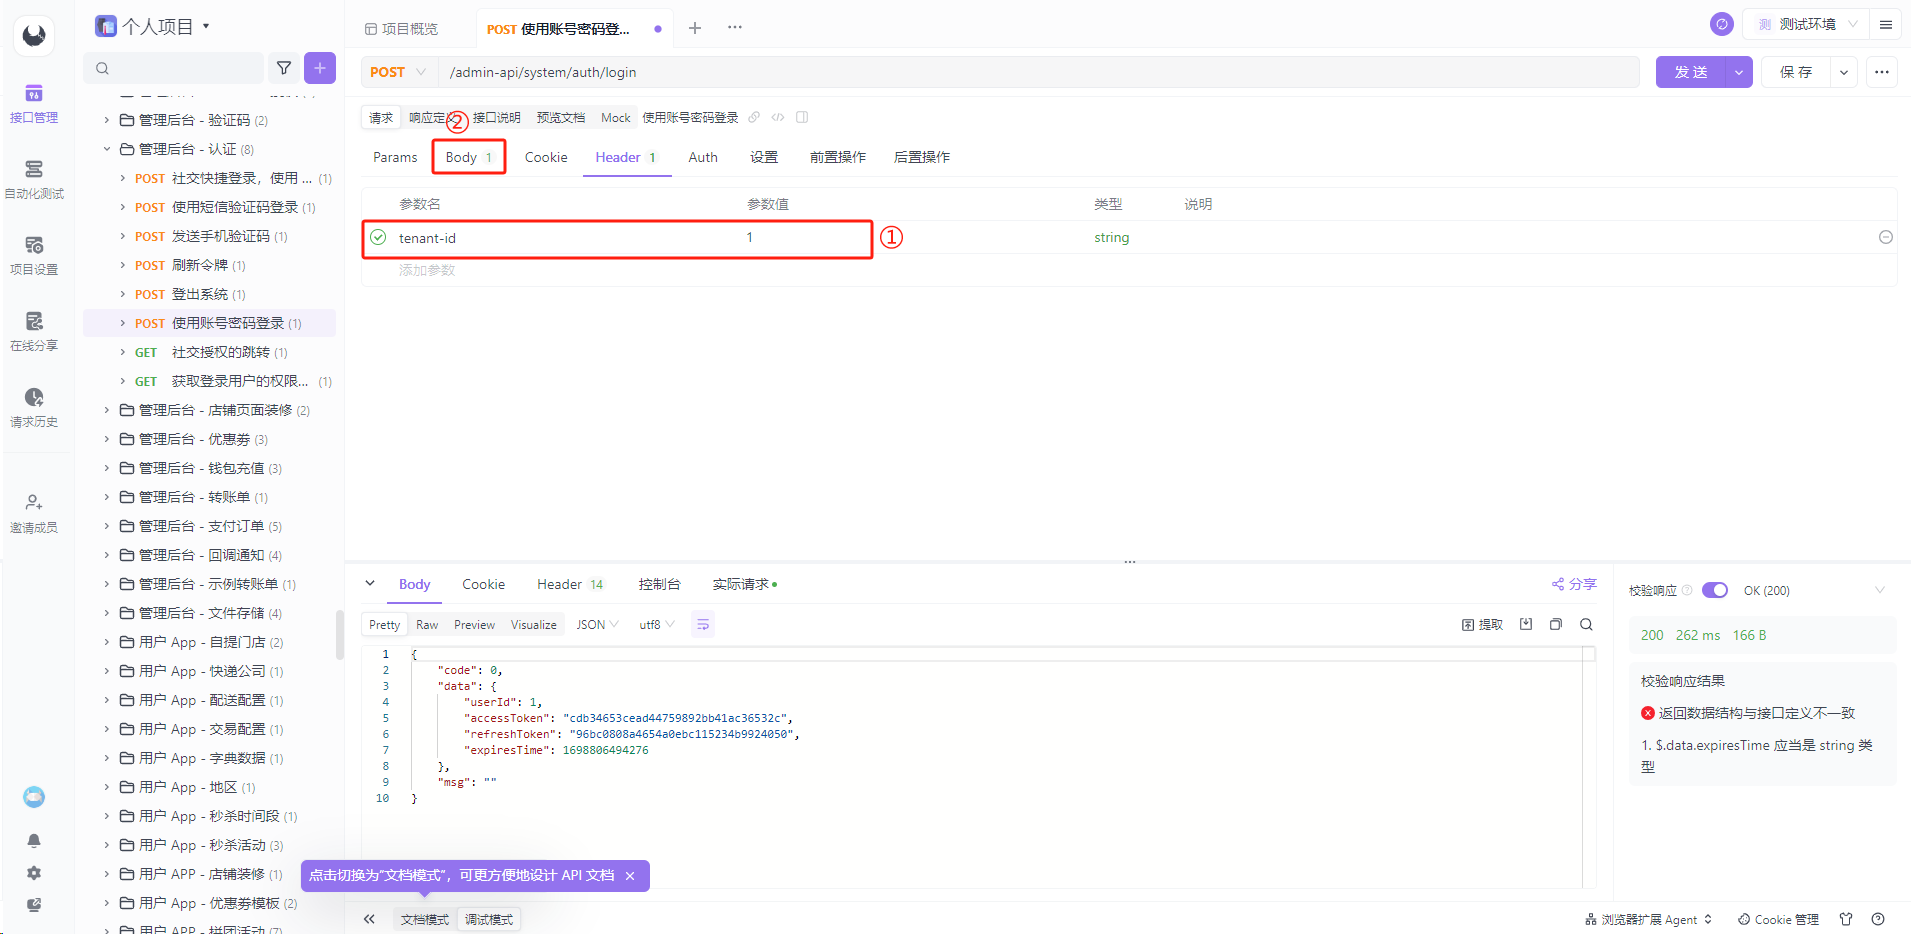 个人项目
接口管理
自动化测试
项目设置
在线分享
请求历史
邀请成员
管理后台 - 验证码 (2)
管理后台 - 认证 (8)
POST 社交快捷登录，使用 ... (1)
POST 使用短信验证码登录 (1)
POST 发送手机验证码 (1)
POST 刷新令牌 (1)
POST 登出系统 (1)
POST 使用账号密码登录 (1)
GET 社交授权的跳转 (1)
GET 获取登录用户的权限... (1)
管理后台 - 店铺页面装修 (2)
管理后台 - 优惠劵 (3)
管理后台 - 钱包充值 (3)
管理后台 - 转账单 (1)
管理后台 - 支付订单 (5)
管理后台 - 回调通知 (4)
管理后台 - 示例转账单 (1)
管理后台 - 文件存储 (4)
用户 App - 自提门店 (2)
用户 App - 快递公司 (1)
用户 App - 配送配置 (1)
用户 App - 交易配置 (1)
用户 App - 字典数据 (1)
用户 App - 地区 (1)
用户 App - 秒杀时间段 (1)
用户 App - 秒杀活动 (3)
用户 APP - 店铺装修 (1)
用户 App - 优惠劵模板 (2)
用户 APP - 拼团活动 (7)
项目概览
POST 使用账号密码登...
测 测试环境
POST /admin-api/system/auth/login
发 送
保 存
请求 响应定义 接口说明 预览文档 Mock 使用账号密码登录
②
Params Body 1 Cookie Header 1 Auth 设置 前置操作 后置操作
参数名 参数值 类型 说明
tenant-id 1 string
①
添加参数
Body Cookie Header 14 控制台 实际请求
分享
Pretty Raw Preview Visualize JSON utf8
提取
1 {
2 "code": 0,
3 "data": {
4 "userId": 1,
5 "accessToken": "cdb34653cead44759892bb41ac36532c",
6 "refreshToken": "96bc0808a4654a0ebc115234b9924050",
7 "expiresTime": 1698806494276
8 },
9 "msg": ""
10 }
校验响应 OK (200)
200 262 ms 166 B
校验响应结果
返回数据结构与接口定义不一致
1. $.data.expiresTime 应当是 string 类
型
点击切换为"文档模式"，可更方便地设计 API 文档
文档模式 调试模式
浏览器扩展 Agent
Cookie 管理